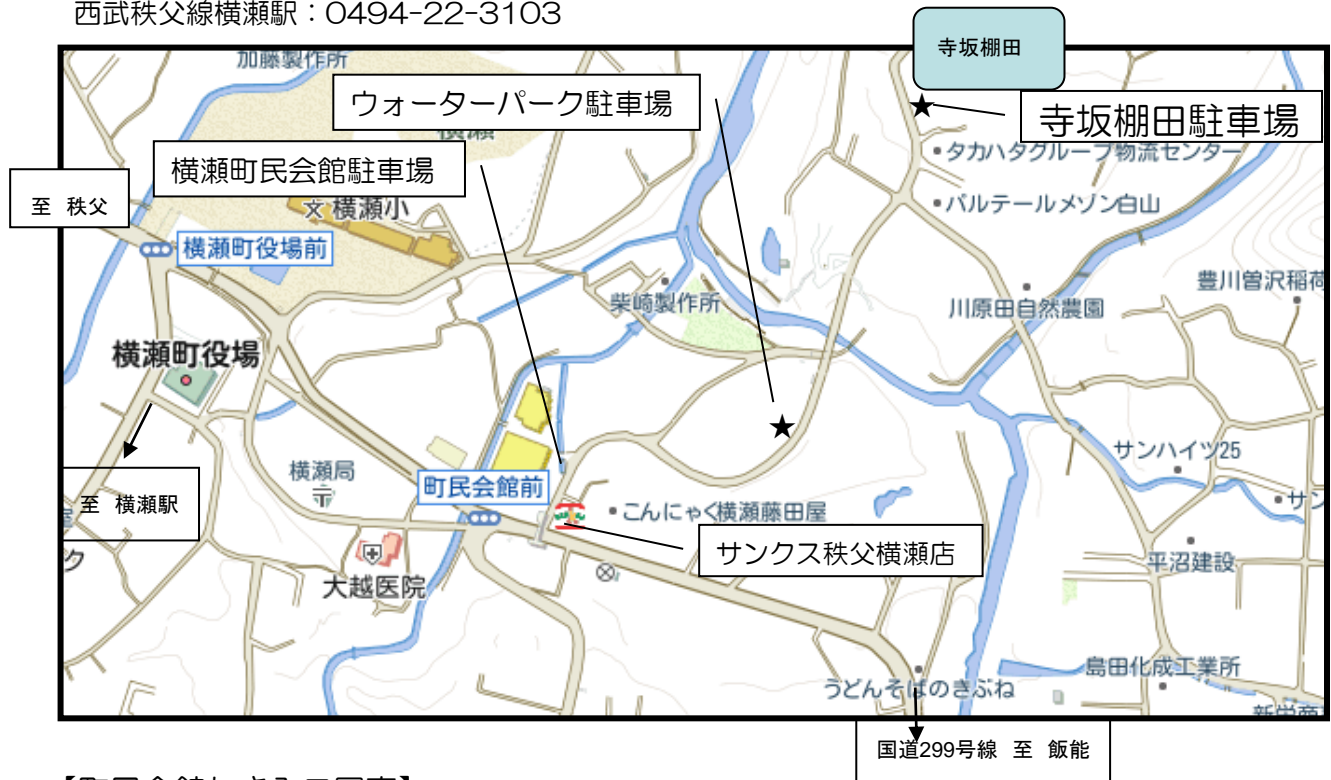 西武秩父線横瀬駅：0494-22-3103
寺坂棚田
加藤製作所
ウォーターパーク駐車場
寺坂棚田駐車場
横瀬町民会館駐車場
タカハタグループ物流センター
至 秩父
文 横瀬小
パルテールメゾン白山
横瀬町役場前
豊川曽沢稲荷
柴崎製作所
川原田自然農園
横瀬町役場
サンハイツ25
横瀬局
町民会館前
至 横瀬駅
こんにゃく横瀬藤田屋
サン
サンクス秩父横瀬店
ク
平沼建設
大越医院
島田化成工業所
うどんそばのきぶね
国道299号線 至 飯能